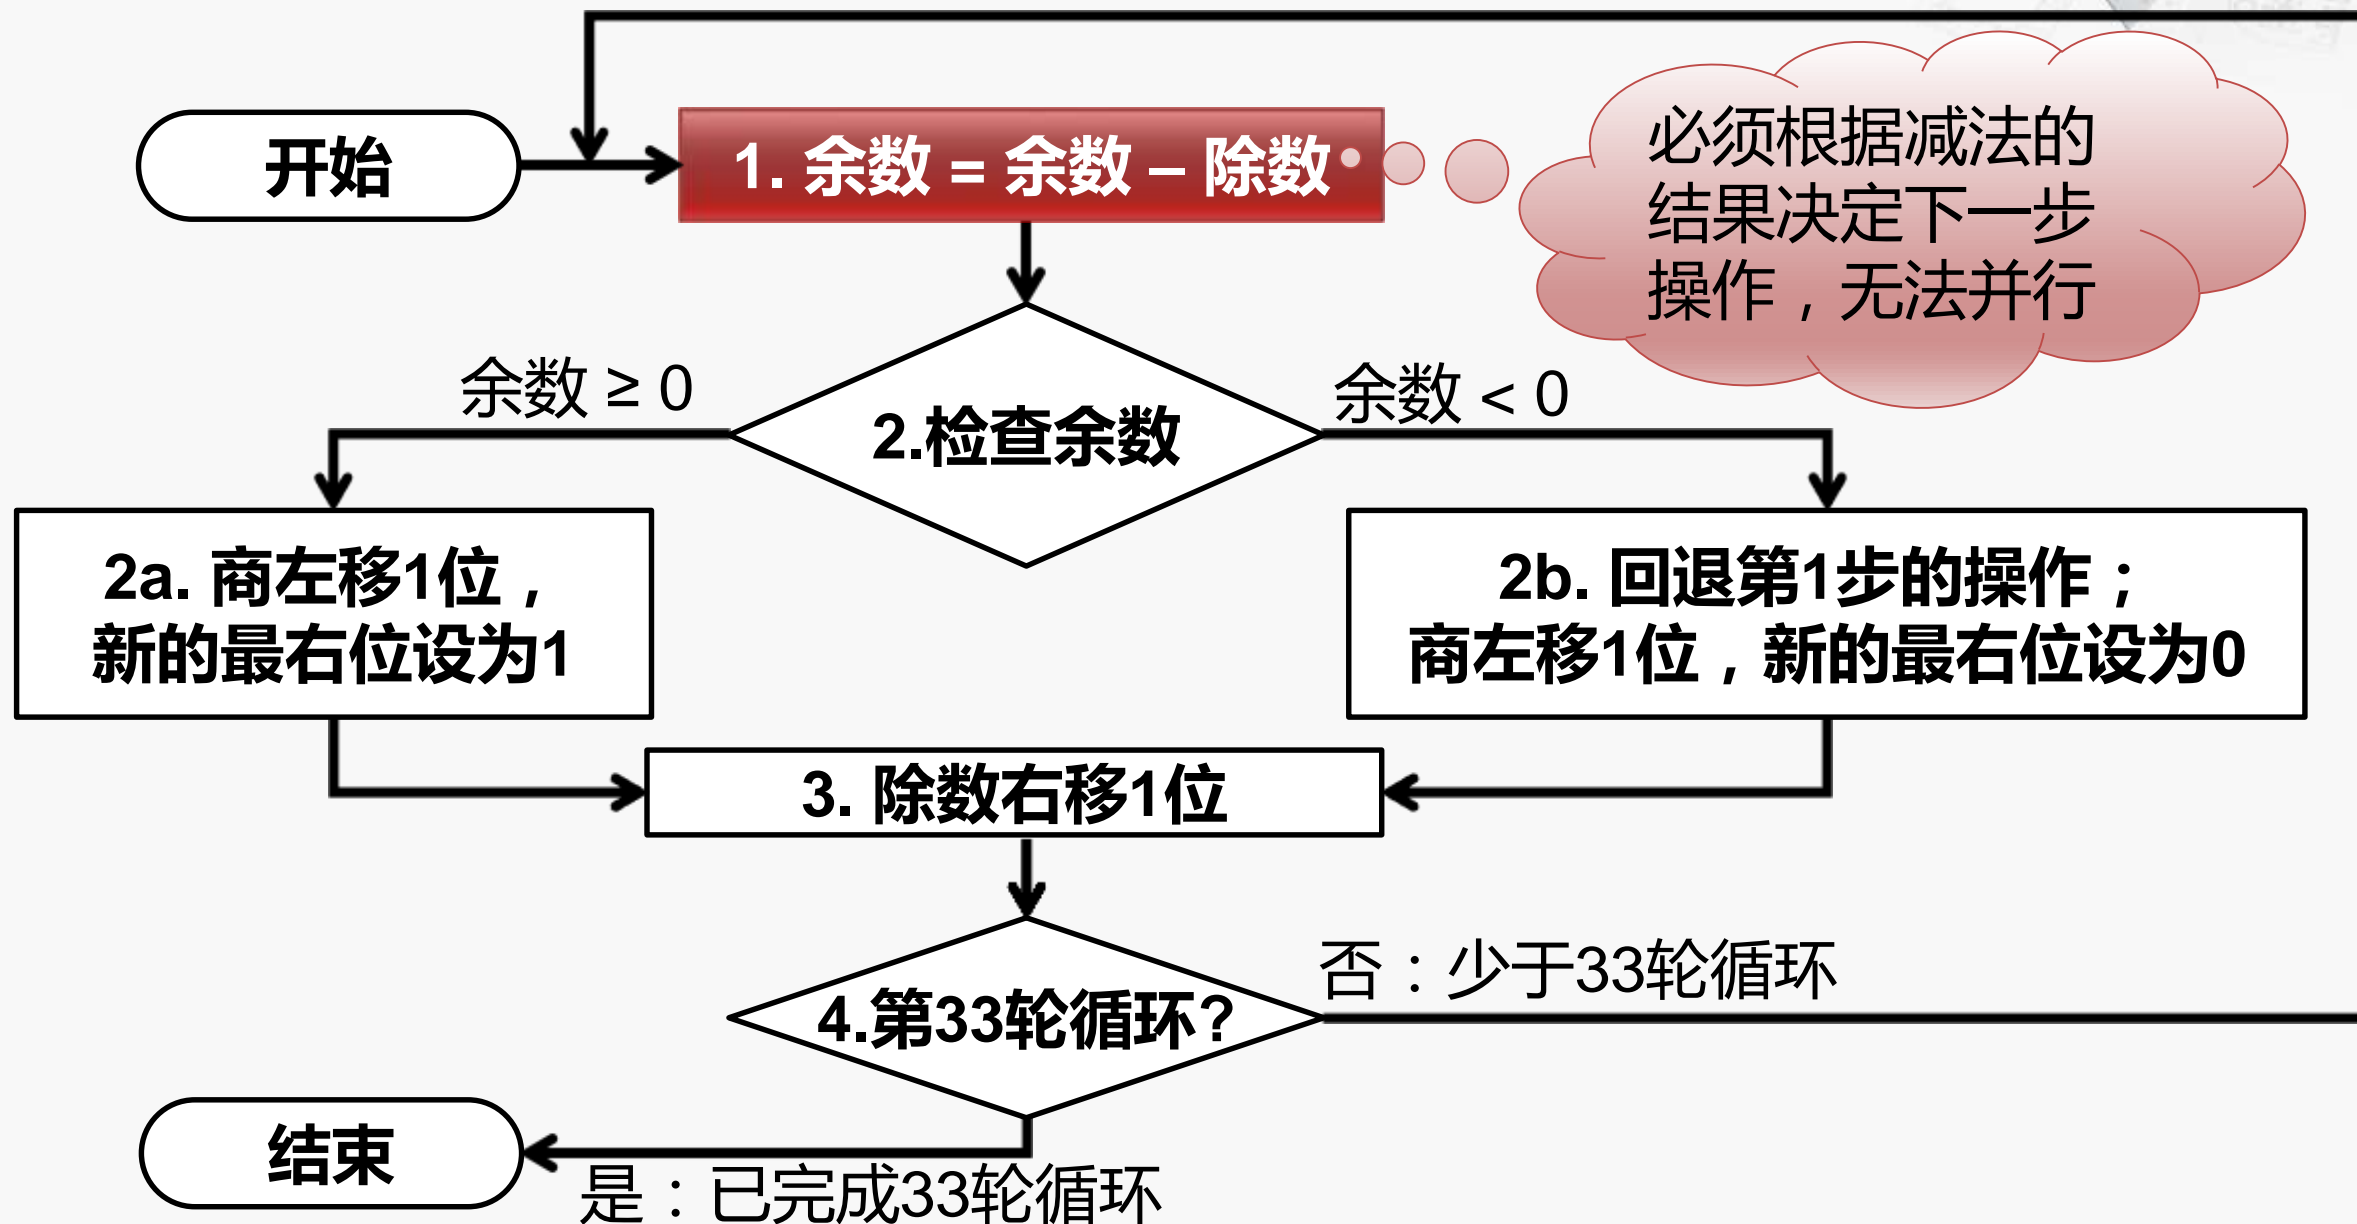 开始
1. 余数 = 余数 – 除数
必须根据减法的
结果决定下一步
操作，无法并行
余数 ≥ 0
2.检查余数
余数 < 0
2a. 商左移1位，
新的最右位设为1
2b. 回退第1步的操作；
商左移1位，新的最右位设为0
3. 除数右移1位
4.第33轮循环?
否：少于33轮循环
结束
是：已完成33轮循环